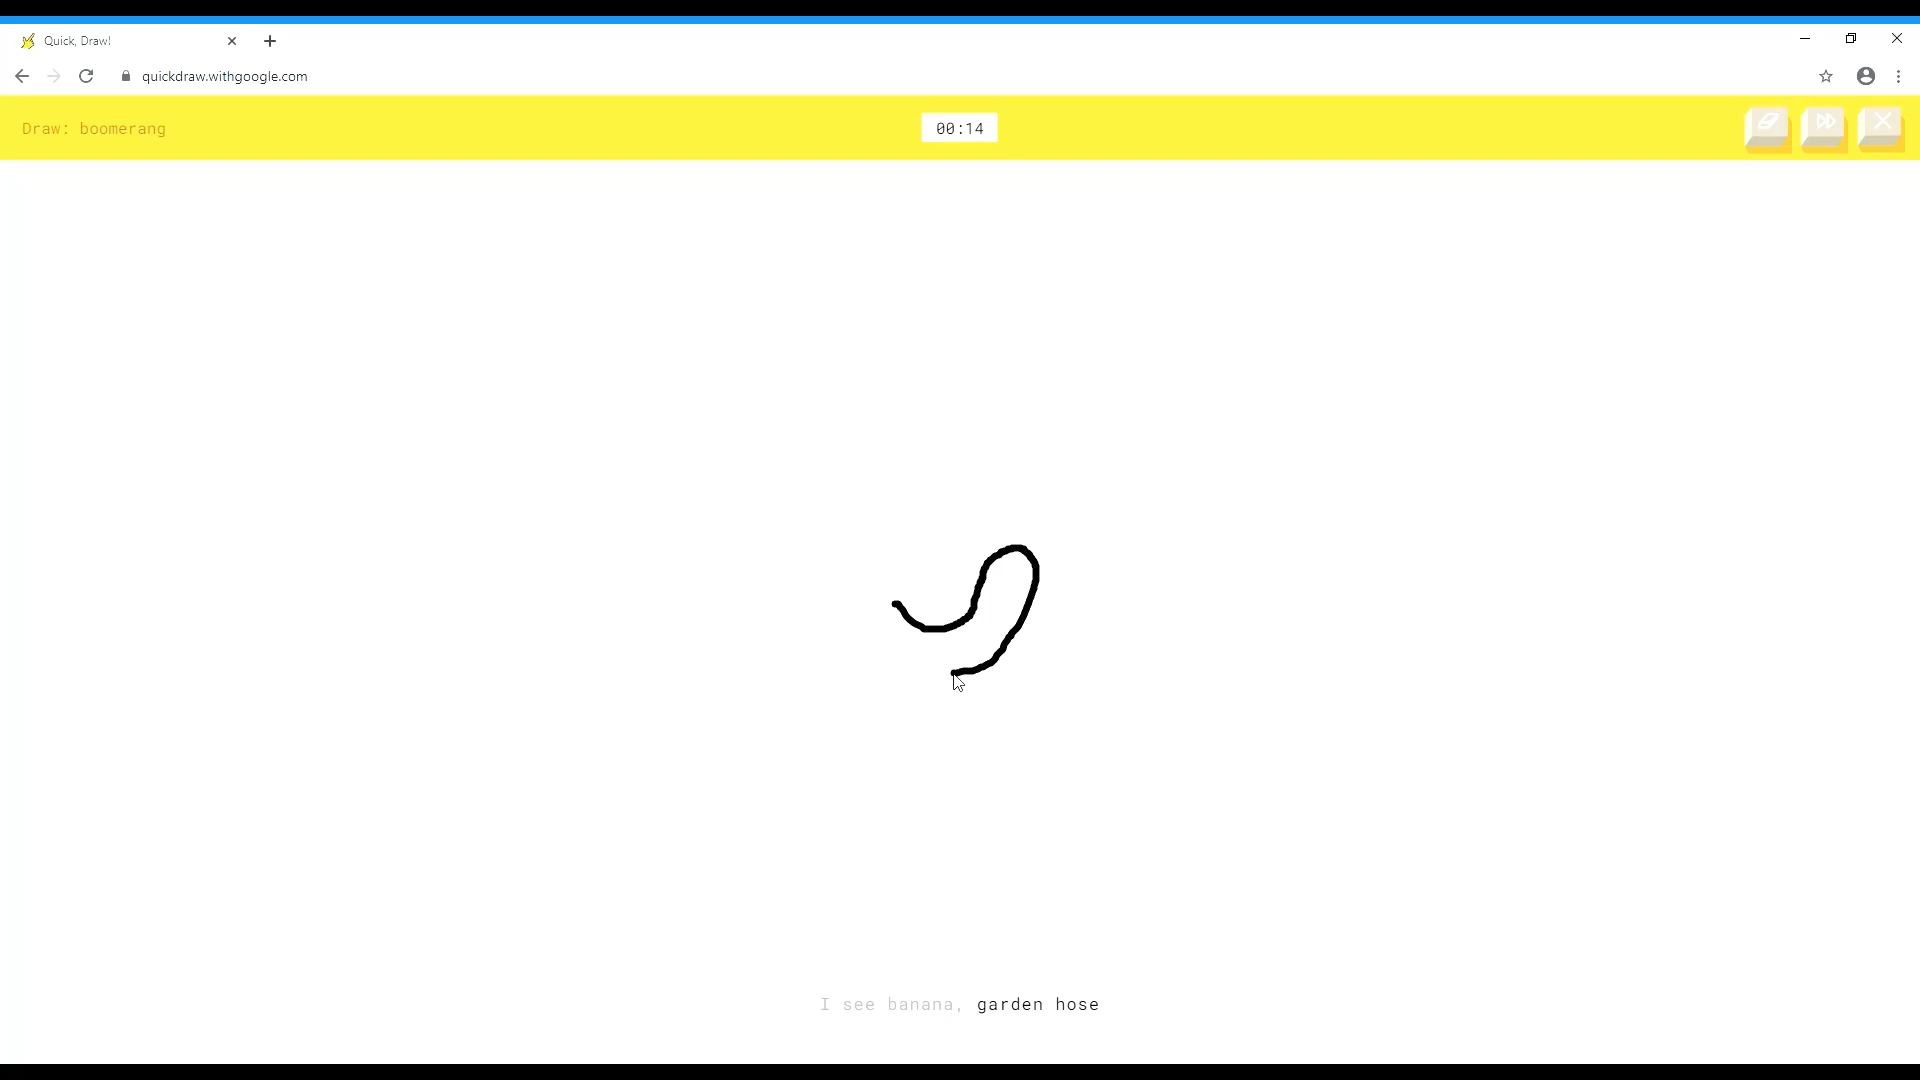 Quick, Draw!
quickdraw.withgoogle.com
Draw: boomerang
00:14
I see banana, garden hose